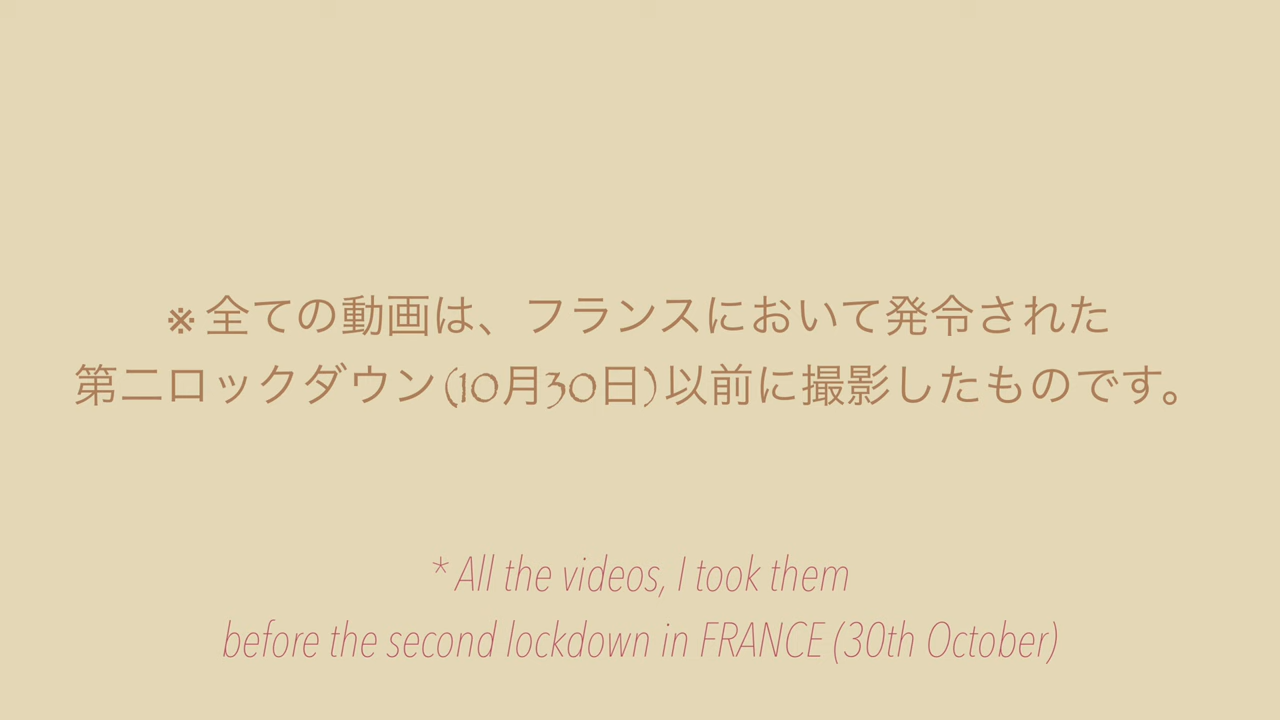 ※ 全ての動画は、フランスにおいて発令された
第二ロックダウン(10月30日)以前に撮影したものです。
* All the videos, I took them
before the second lockdown in FRANCE (30th October)